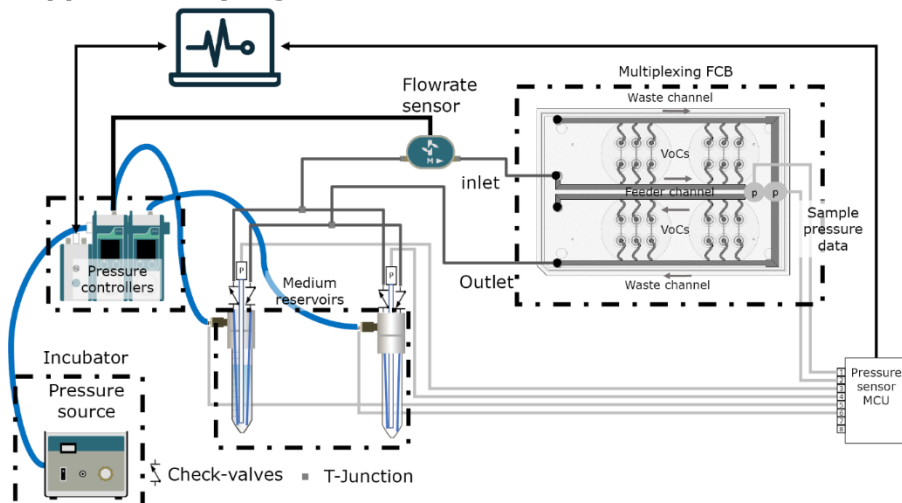 Multiplexing FCB
Waste channel
Flowrate
sensor
M
VoCs
inlet
Feeder channel
p p
Sample
pressure
data
VoCs
Pressure
controllers
Medium
reservoirs
P
P
Outlet
Waste channel
Incubator
Pressure
source
Pressure
sensor
MCU
1
2
3
4
5
6
7
8
Check-valves
T-Junction